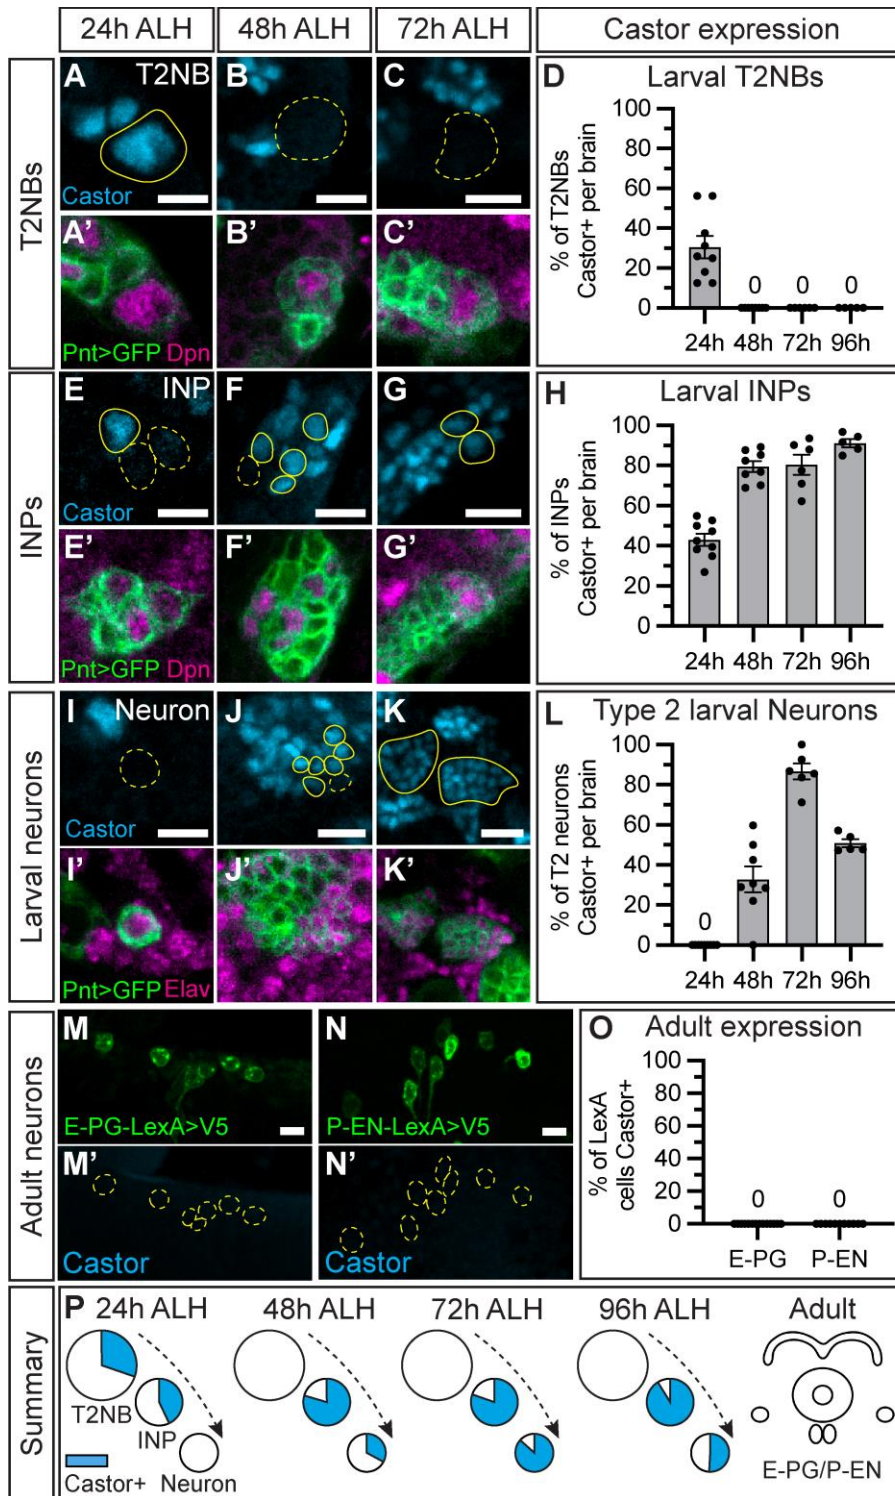 24h ALH 48h ALH 72h ALH Castor expression
T2NBs
A T2NB B C
Castor
A' B' C'
Pnt>GFP Dpn
D Larval T2NBs
% of T2NBs
Castor+ per brain
100
80
60
40
20
0
0 0 0
24h 48h 72h 96h
INPs
E INP F G
Castor
E' F' G'
Pnt>GFP Dpn
H Larval INPs
% of INPs
Castor+ per brain
100
80
60
40
20
0
24h 48h 72h 96h
Larval neurons
I Neuron J K
Castor
I' J' K'
Pnt>GFP Elav
L Type 2 larval Neurons
% of T2 neurons
Castor+ per brain
100
80
60
40
20
0
0
24h 48h 72h 96h
Adult neurons
M N
E-PG-LexA>V5 P-EN-LexA>V5
M' N'
Castor Castor
O Adult expression
% of LexA
cells Castor+
100
80
60
40
20
0
0 0
E-PG P-EN
Summary
P 24h ALH 48h ALH 72h ALH 96h ALH Adult
T2NB
INP
Neuron
Castor+
E-PG/P-EN